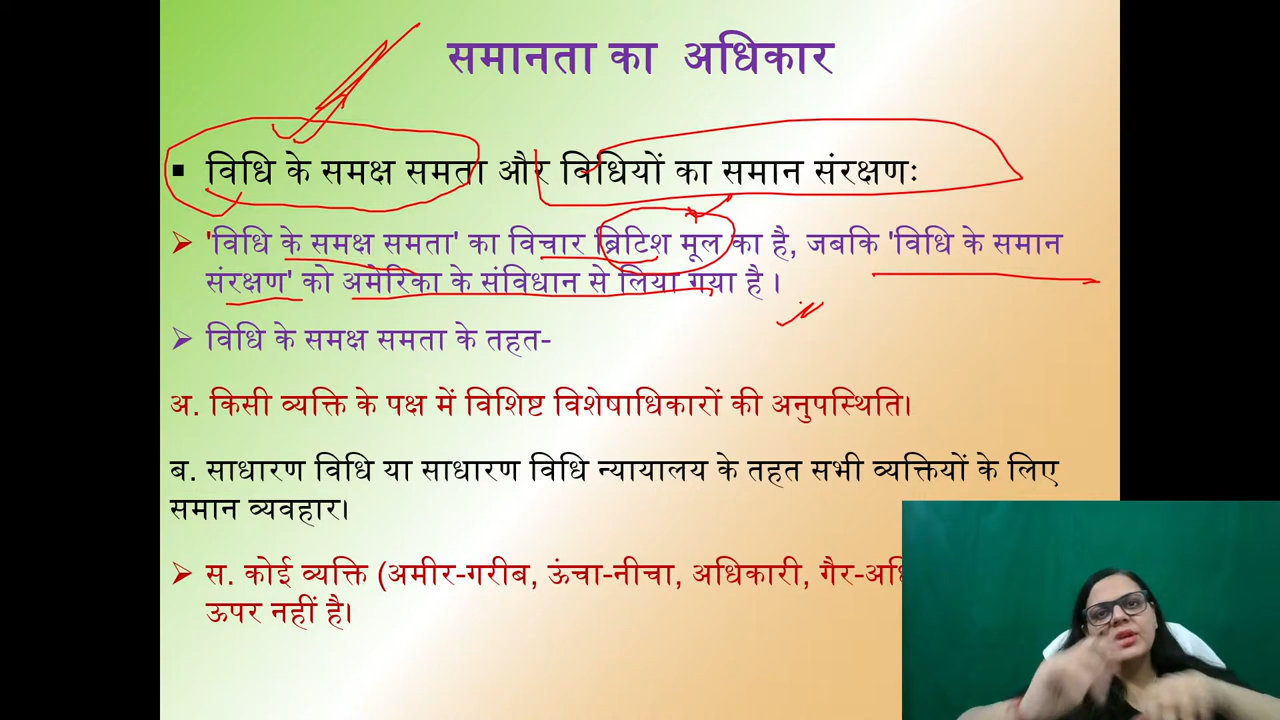 समानता का अधिकार
▪ विधि के समक्ष समता और विधियों का समान संरक्षणः
➢ 'विधि के समक्ष समता' का विचार ब्रिटिश मूल का है, जबकि 'विधि के समान
संरक्षण' को अमेरिका के संविधान से लिया गया है ।
➢ विधि के समक्ष समता के तहत-
अ. किसी व्यक्ति के पक्ष में विशिष्ट विशेषाधिकारों की अनुपस्थिति।
ब. साधारण विधि या साधारण विधि न्यायालय के तहत सभी व्यक्तियों के लिए
समान व्यवहार।
➢ स. कोई व्यक्ति (अमीर-गरीब, ऊंचा-नीचा, अधिकारी,
ऊपर नहीं है।